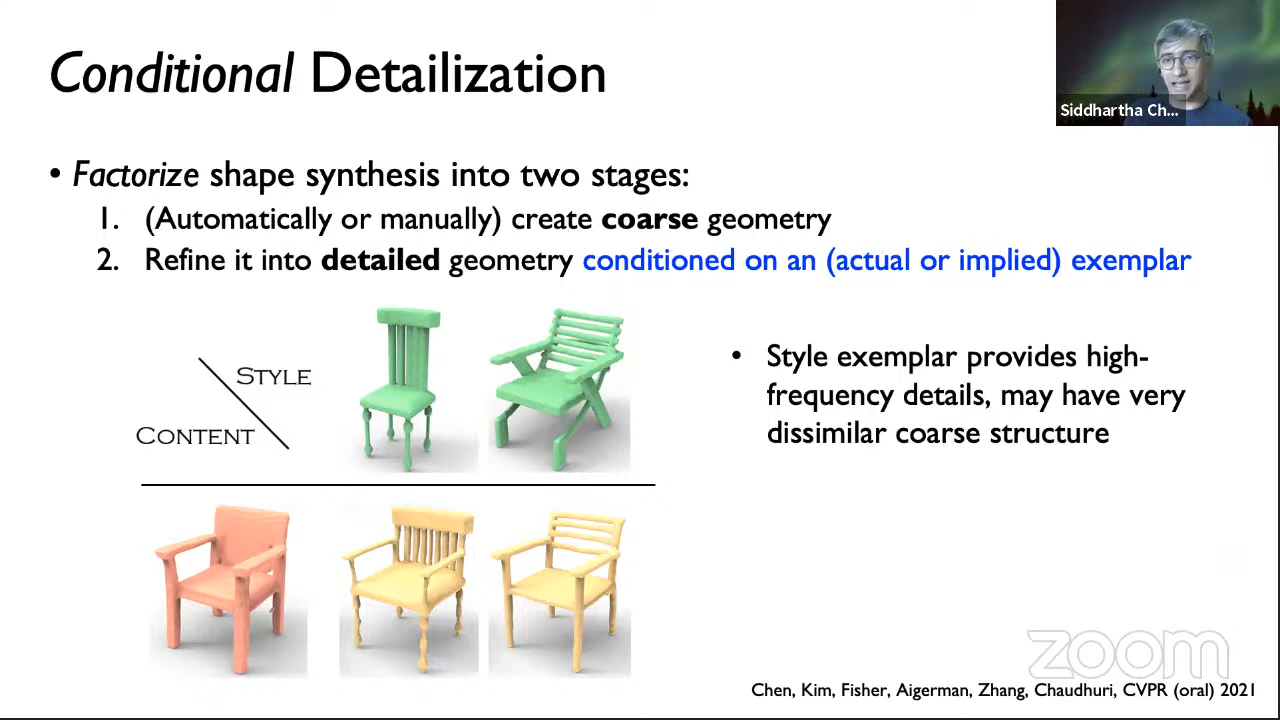 Conditional Detailization
Siddhartha Ch...
• Factorize shape synthesis into two stages:
1. (Automatically or manually) create coarse geometry
2. Refine it into detailed geometry conditioned on an (actual or implied) exemplar
STYLE
CONTENT
• Style exemplar provides high-
frequency details, may have very
dissimilar coarse structure
zoom
Chen, Kim, Fisher, Aigerman, Zhang, Chaudhuri, CVPR (oral) 2021